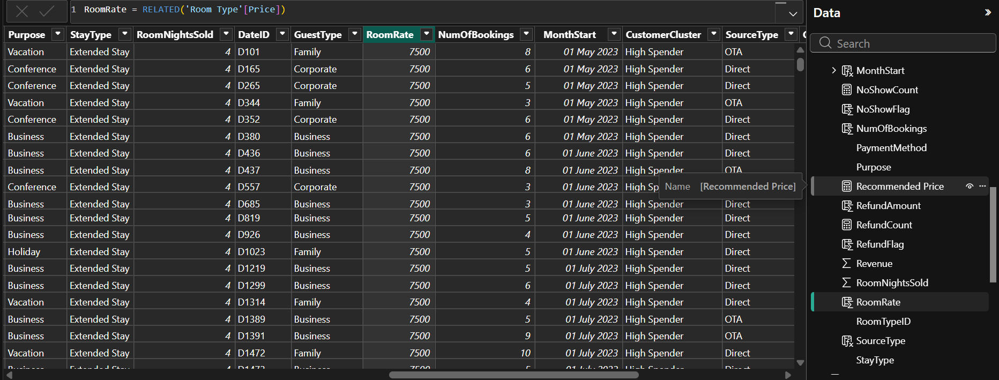 1 RoomRate = RELATED('Room Type'[Price])
Purpose StayType RoomNightsSold DateID GuestType RoomRate NumOfBookings MonthStart CustomerCluster SourceType
Vacation Extended Stay 4 D101 Family 7500 8 01 May 2023 High Spender OTA
Conference Extended Stay 4 D165 Corporate 7500 6 01 May 2023 High Spender Direct
Conference Extended Stay 4 D265 Corporate 7500 5 01 May 2023 High Spender Direct
Vacation Extended Stay 4 D344 Family 7500 3 01 May 2023 High Spender OTA
Conference Extended Stay 4 D352 Corporate 7500 6 01 May 2023 High Spender Direct
Business Extended Stay 4 D380 Business 7500 6 01 May 2023 High Spender Direct
Business Extended Stay 4 D436 Business 7500 6 01 June 2023 High Spender Direct
Business Extended Stay 4 D437 Business 7500 8 01 June 2023 High Spender OTA
Conference Extended Stay 4 D557 Corporate 7500 3 01 June 2023 High Sp
Name [Recommended Price]
Business Extended Stay 4 D685 Business 7500 3 01 June 2023 High Spender Direct
Business Extended Stay 4 D819 Business 7500 5 01 June 2023 High Spender Direct
Business Extended Stay 4 D926 Business 7500 4 01 June 2023 High Spender Direct
Holiday Extended Stay 4 D1023 Family 7500 5 01 June 2023 High Spender Direct
Business Extended Stay 4 D1219 Business 7500 5 01 July 2023 High Spender Direct
Business Extended Stay 4 D1299 Business 7500 6 01 July 2023 High Spender Direct
Vacation Extended Stay 4 D1314 Family 7500 4 01 July 2023 High Spender Direct
Business Extended Stay 4 D1389 Business 7500 5 01 July 2023 High Spender OTA
Business Extended Stay 4 D1391 Business 7500 9 01 July 2023 High Spender OTA
Vacation Extended Stay 4 D1472 Family 7500 10 01 July 2023 High Spender Direct
Data
Search
MonthStart
NoShowCount
NoShowFlag
NumOfBookings
PaymentMethod
Purpose
Recommended Price
RefundAmount
RefundCount
RefundFlag
Revenue
RoomNightsSold
RoomRate
RoomTypeID
SourceType
StayType